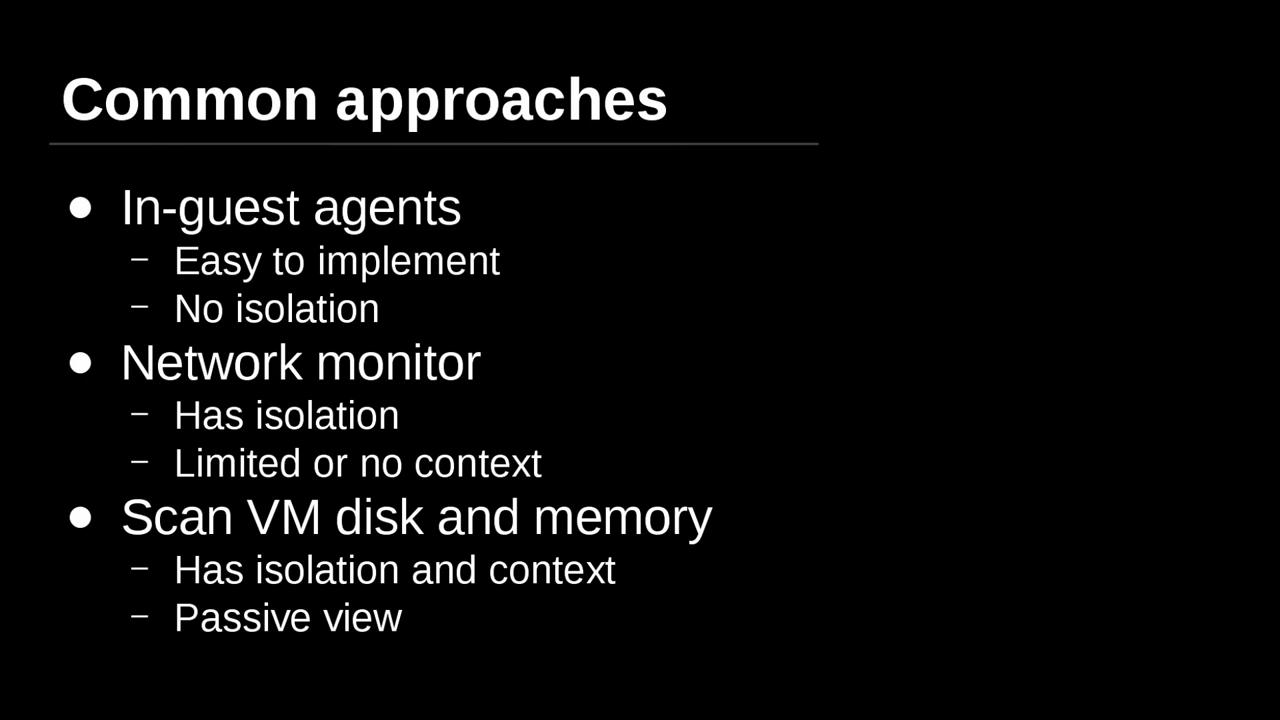 Common approaches
● In-guest agents
– Easy to implement
– No isolation
● Network monitor
– Has isolation
– Limited or no context
● Scan VM disk and memory
– Has isolation and context
– Passive view